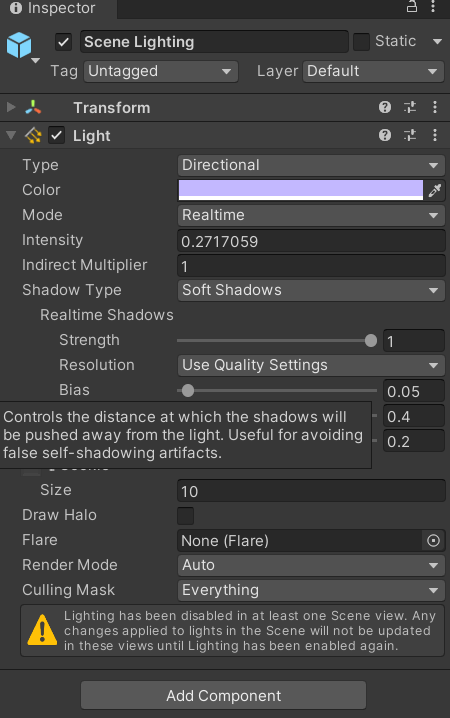 Inspector
Scene Lighting
Static
Tag Untagged Layer Default
Transform
Light
Type Directional
Color
Mode Realtime
Intensity 0.2717059
Indirect Multiplier 1
Shadow Type Soft Shadows
Realtime Shadows
Strength 1
Resolution Use Quality Settings
Bias 0.05
Controls the distance at which the shadows will
be pushed away from the light. Useful for avoiding
false self-shadowing artifacts.
0.4
0.2
Size 10
Draw Halo
Flare None (Flare)
Render Mode Auto
Culling Mask Everything
Lighting has been disabled in at least one Scene view. Any
changes applied to lights in the Scene will not be updated
in these views until Lighting has been enabled again.
Add Component